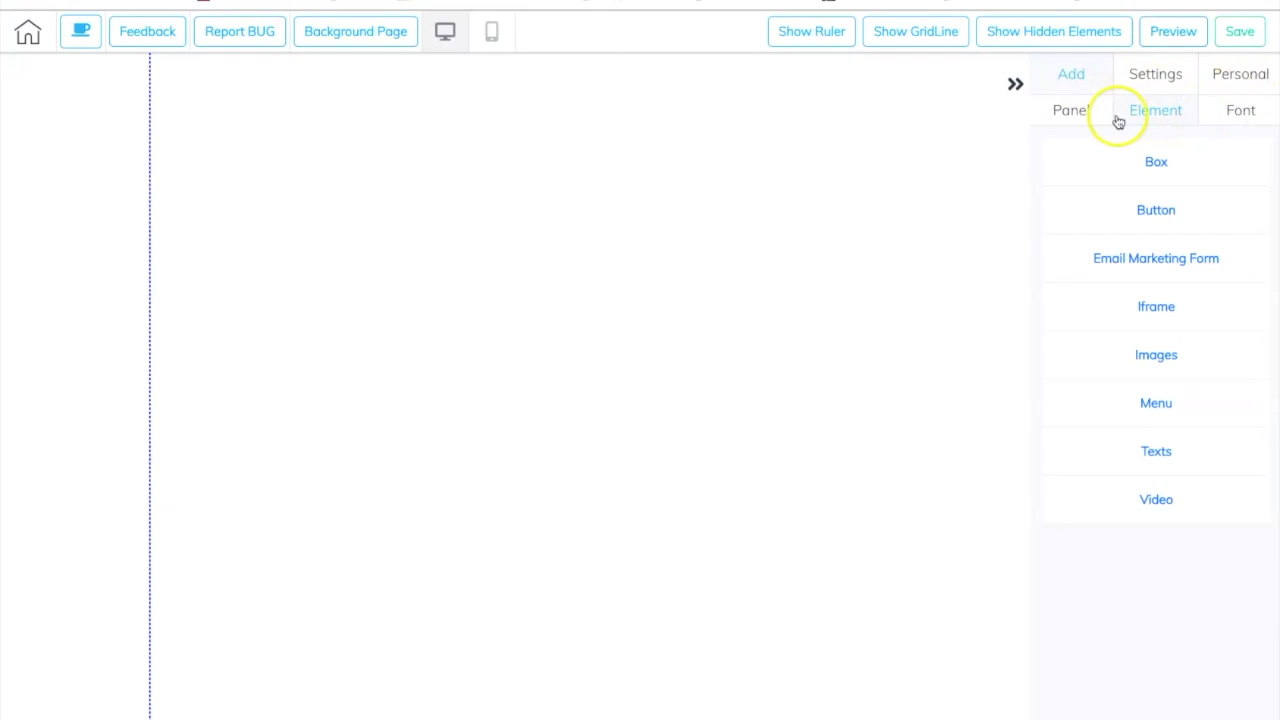 Feedback Report BUG Background Page Show Ruler Show GridLine Show Hidden Elements Preview Save
Add Settings Personal
Panel Element Font
Box
Button
Email Marketing Form
Iframe
Images
Menu
Texts
Video